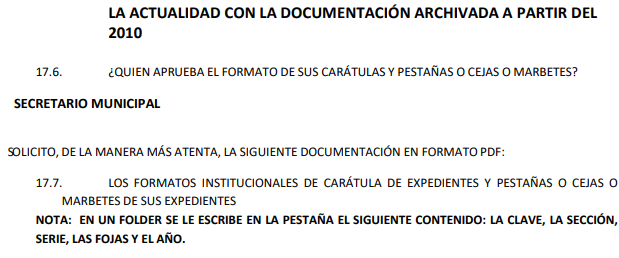 LA ACTUALIDAD CON LA DOCUMENTACIÓN ARCHIVADA A PARTIR DEL
2010
17.6. ¿QUIEN APRUEBA EL FORMATO DE SUS CARÁTULAS Y PESTAÑAS O CEJAS O MARBETES?
SECRETARIO MUNICIPAL
SOLICITO, DE LA MANERA MÁS ATENTA, LA SIGUIENTE DOCUMENTACIÓN EN FORMATO PDF:
17.7. LOS FORMATOS INSTITUCIONALES DE CARÁTULA DE EXPEDIENTES Y PESTAÑAS O CEJAS O
MARBETES DE SUS EXPEDIENTES
NOTA: EN UN FOLDER SE LE ESCRIBE EN LA PESTAÑA EL SIGUIENTE CONTENIDO: LA CLAVE, LA SECCIÓN,
SERIE, LAS FOJAS Y EL AÑO.